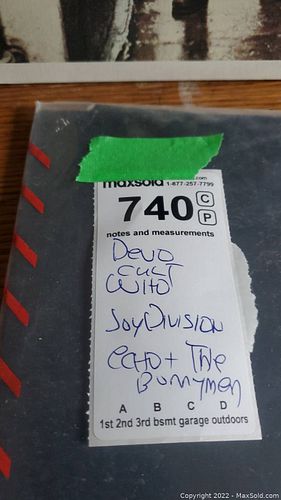 maxsold .com
1-877-257-7799
740 C
P
notes and measurements
Devo
Cult
Who
Joy Division
echo + The
Bunnymen
A B C D
1st 2nd 3rd bsmt garage outdoors
Copyright 2022 - MaxSold.com